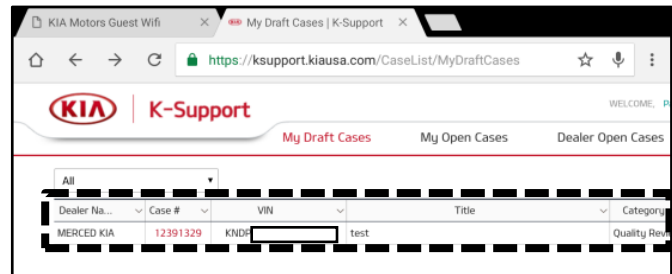 KIA Motors Guest Wifi
My Draft Cases | K-Support
https://ksupport.kiausa.com/CaseList/MyDraftCases
KIA K-Support
WELCOME,
My Draft Cases My Open Cases Dealer Open Cases
All
Dealer Na... Case # VIN Title Category
MERCED KIA 12391329 KNDP test Quality Revi